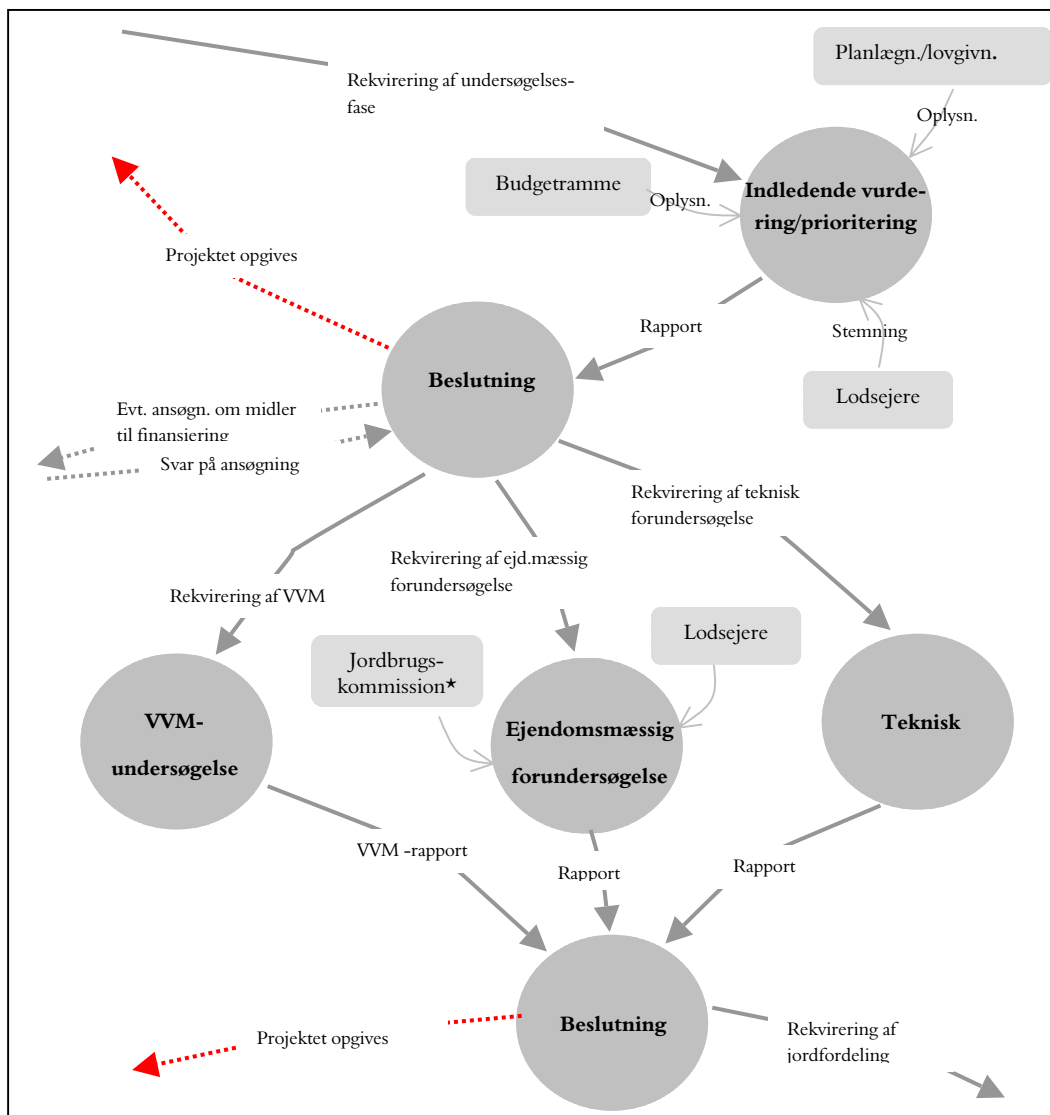 Planlægn./lovgivn.
Rekvirering af undersøgelses-
fase
Oplysn.
Budgetramme
Oplysn.
Indledende vurde-
ring/prioritering
Projektet opgives
Rapport
Stemning
Beslutning
Lodsejere
Evt. ansøgn. om midler
til finansiering
Svar på ansøgning
Rekvirering af teknisk
forundersøgelse
Rekvirering af ejd.mæssig
forundersøgelse
Rekvirering af VVM
Lodsejere
Jordbrugs-
kommission*
VVM-
undersøgelse
Ejendomsmæssig
forundersøgelse
Teknisk
VVM -rapport
Rapport
Rapport
Beslutning
Projektet opgives
Rekvirering af
jordfordeling